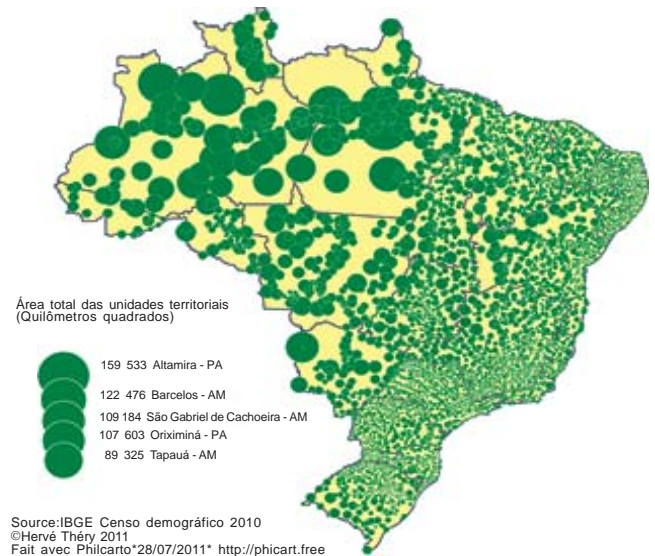 Área total das unidades territoriais
(Quilômetros quadrados)
159 533 Altamira - PA
122 476 Barcelos - AM
109 184 São Gabriel de Cachoeira - AM
107 603 Oriximiná - PA
89 325 Tapauá - AM
Source:IBGE Censo demográfico 2010
©Hervé Théry 2011
Fait avec Philcarto*28/07/2011* http://phicart.free